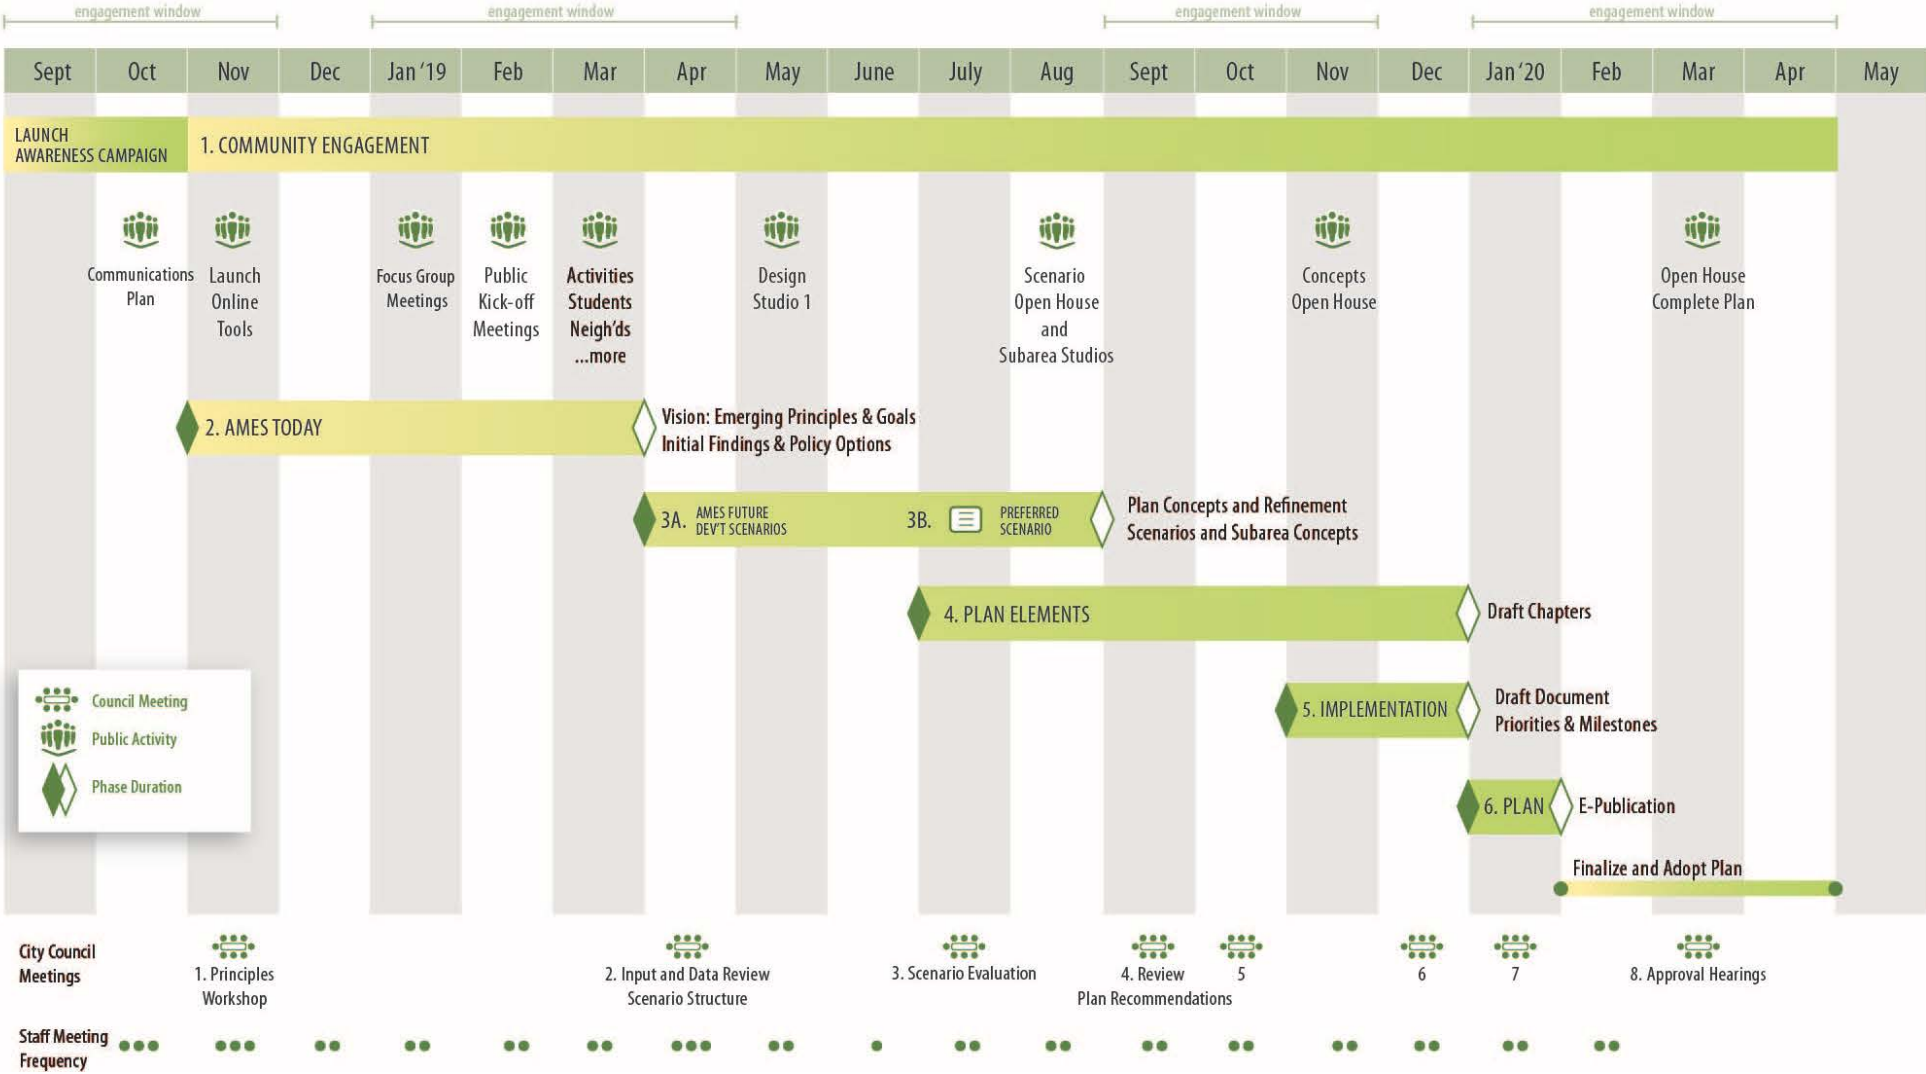 engagement window
engagement window
engagement window
engagement window
Sept
Oct
Nov
Dec
Jan '19
Feb
Mar
Apr
May
June
July
Aug
Sept
Oct
Nov
Dec
Jan '20
Feb
Mar
Apr
May
LAUNCH
AWARENESS CAMPAIGN
1. COMMUNITY ENGAGEMENT
Communications
Plan
Launch
Online
Tools
Focus Group
Meetings
Public
Kick-off
Meetings
Activities
Students
Neigh'ds
...more
Design
Studio 1
Scenario
Open House
and
Subarea Studios
Concepts
Open House
Open House
Complete Plan
2. AMES TODAY
Vision: Emerging Principles & Goals
Initial Findings & Policy Options
3A. AMES FUTURE
DEV'T SCENARIOS
3B. PREFERRED
SCENARIO
Plan Concepts and Refinement
Scenarios and Subarea Concepts
4. PLAN ELEMENTS
Draft Chapters
5. IMPLEMENTATION
Draft Document
Priorities & Milestones
6. PLAN
E-Publication
Finalize and Adopt Plan
Council Meeting
Public Activity
Phase Duration
City Council
Meetings
1. Principles
Workshop
2. Input and Data Review
Scenario Structure
3. Scenario Evaluation
4. Review
Plan Recommendations
5
6
7
8. Approval Hearings
Staff Meeting
Frequency